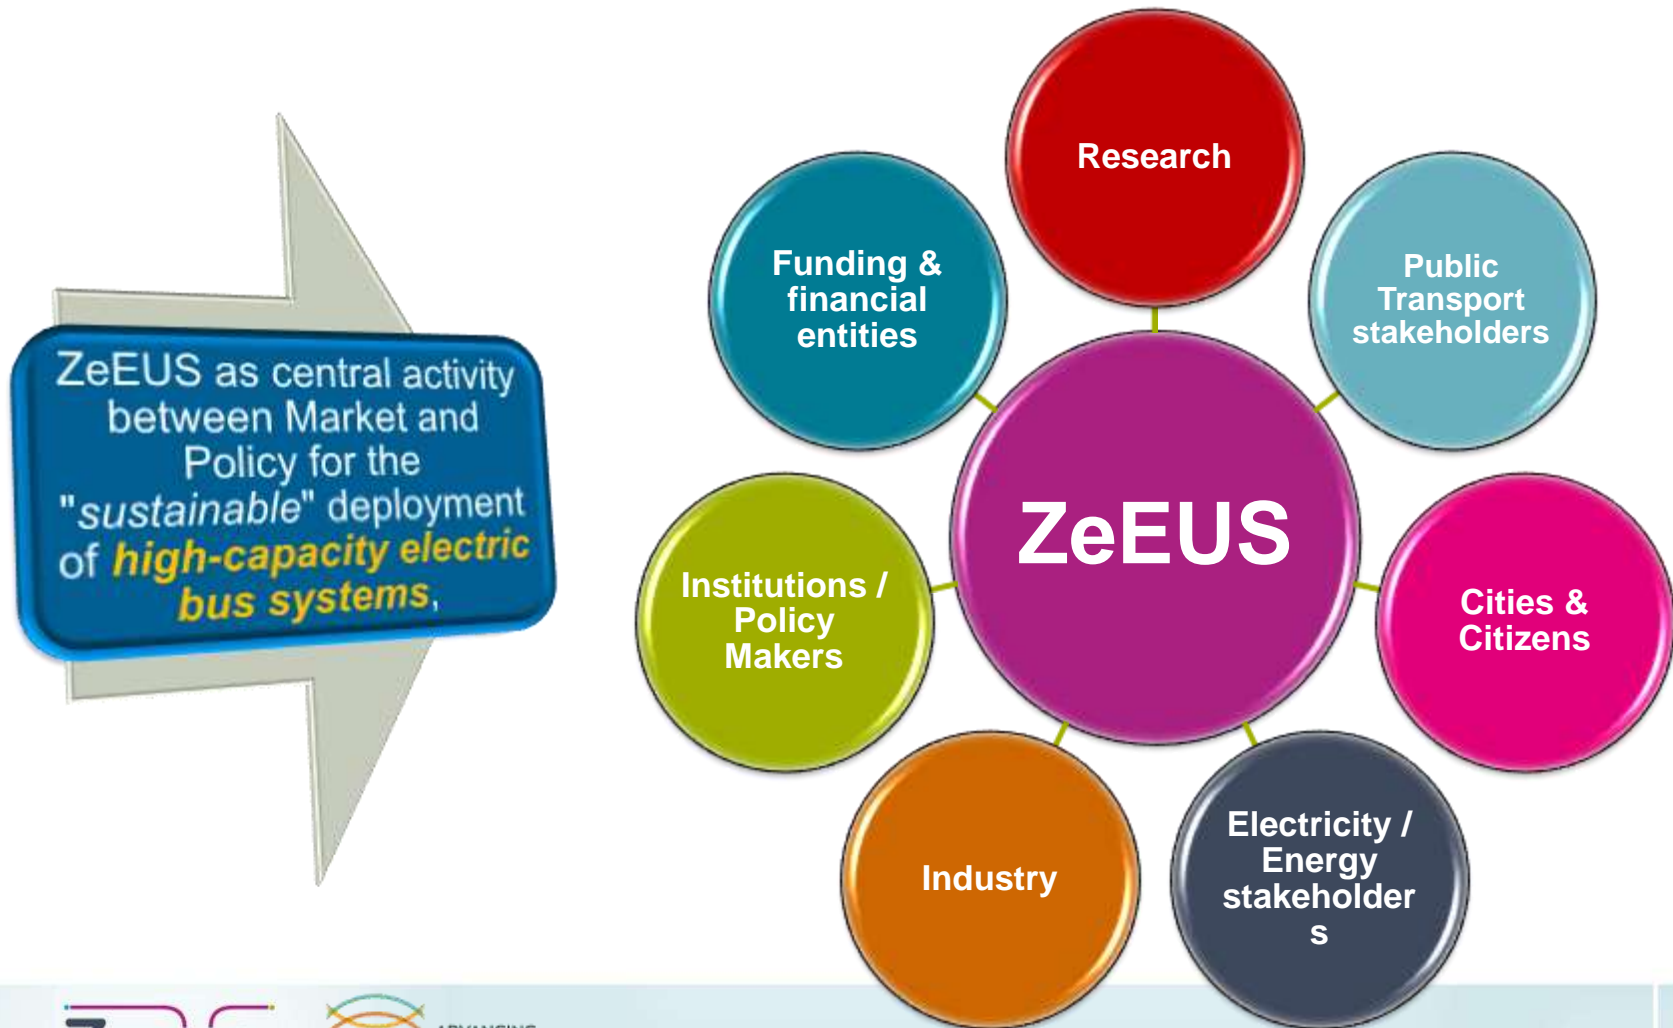 ZeEUS as central activity
between Market and
Policy for the
"sustainable" deployment
of high-capacity electric
bus systems,
Research
Public
Transport
stakeholders
Cities &
Citizens
Electricity /
Energy
stakeholder
s
Industry
Institutions /
Policy
Makers
Funding &
financial
entities
ZeEUS